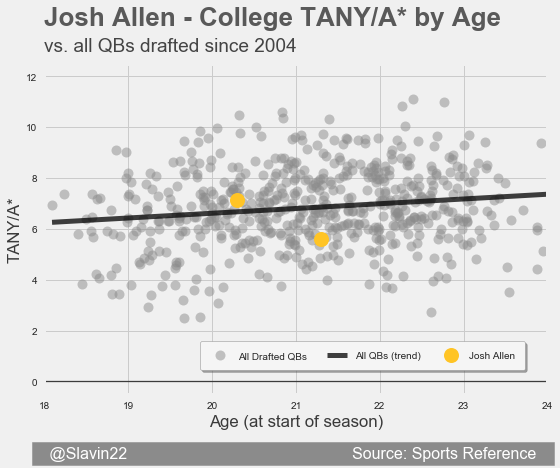 Josh Allen - College TANY/A* by Age
vs. all QBs drafted since 2004
12
10
8
6
4
2
0
TANY/A*
All Drafted QBs
All QBs (trend)
Josh Allen
18 19 20 21 22 23 24
Age (at start of season)
@Slavin22
Source: Sports Reference